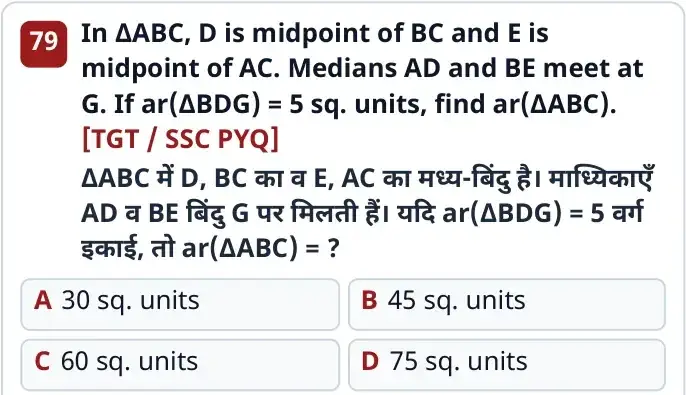 79 In ΔABC, D is midpoint of BC and E is
midpoint of AC. Medians AD and BE meet at
G. If ar(ΔBDG) = 5 sq. units, find ar(ΔABC).
[TGT / SSC PYQ]
ΔABC में D, BC का व E, AC का मध्य-बिंदु है। माध्यिकाएँ
AD व BE बिंदु G पर मिलती हैं। यदि ar(ΔBDG) = 5 वर्ग
इकाई, तो ar(ΔABC) = ?
A 30 sq. units
B 45 sq. units
C 60 sq. units
D 75 sq. units